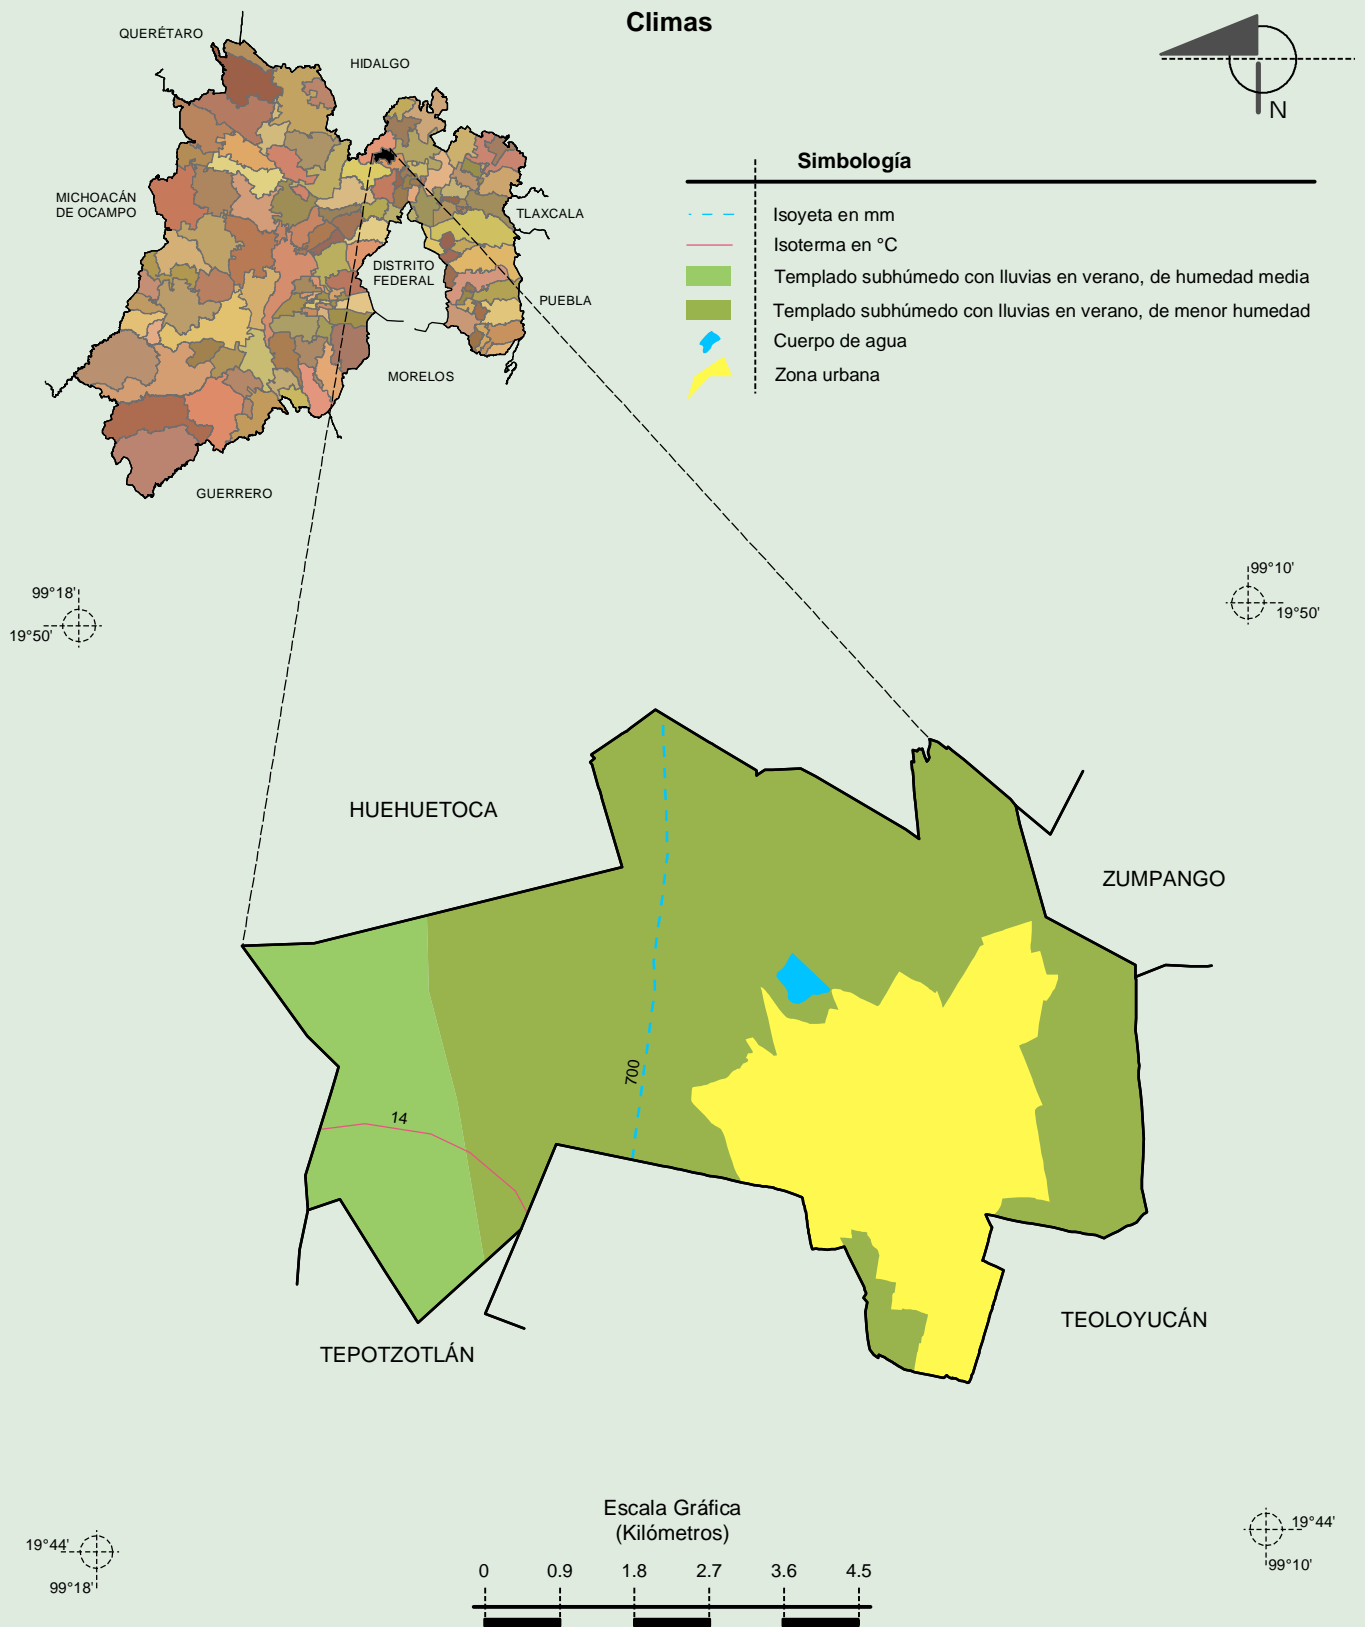 Climas
QUERÉTARO
HIDALGO
MICHOACÁN
DE OCAMPO
TLAXCALA
DISTRITO
FEDERAL
PUEBLA
MORELOS
GUERRERO
N
Simbología
Isoyeta en mm
Isoterma en °C
Templado subhúmedo con lluvias en verano, de humedad media
Templado subhúmedo con lluvias en verano, de menor humedad
Cuerpo de agua
Zona urbana
99°18'
19°50'
99°10'
19°50'
HUEHUETOCA
ZUMPANGO
700
14
TEPOTZOTLÁN
TEOLOYUCÁN
Escala Gráfica
(Kilómetros)
0 0.9 1.8 2.7 3.6 4.5
19°44'
99°18'
19°44'
99°10'